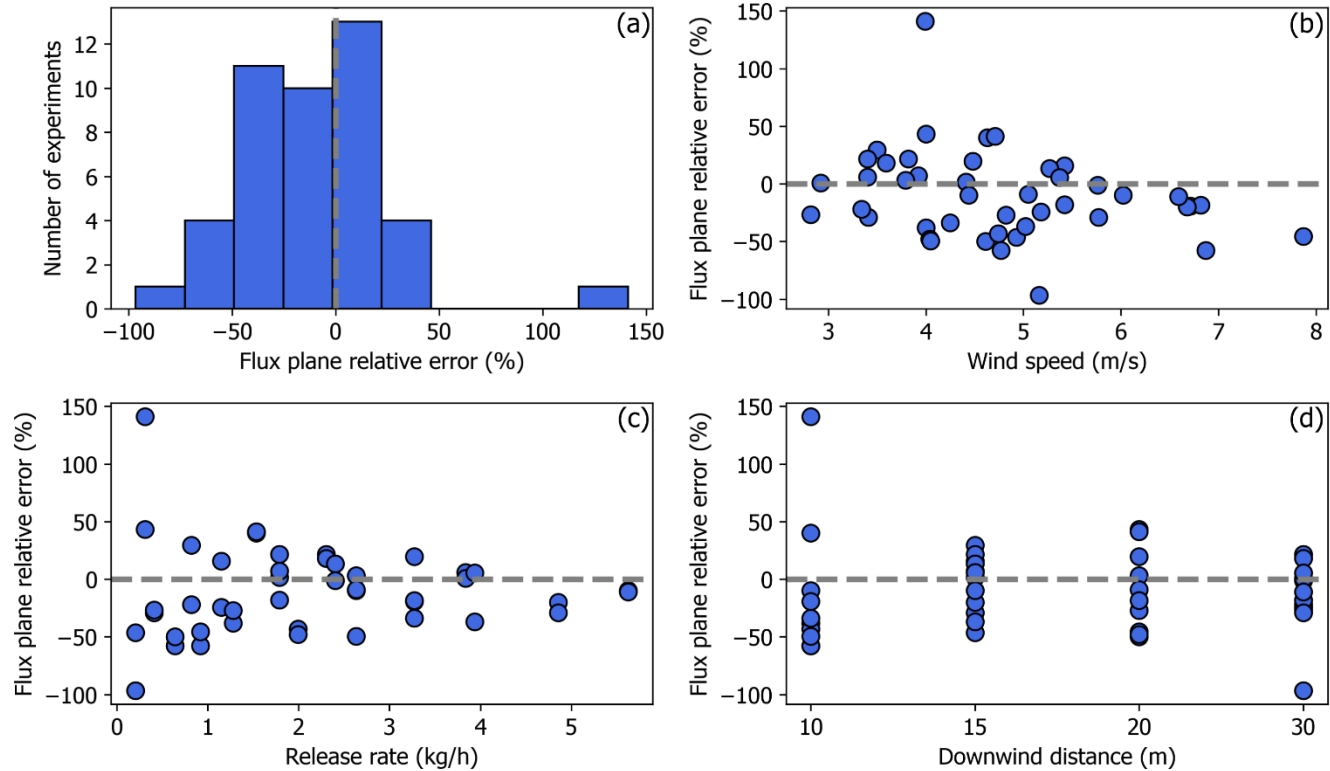 (a)
Number of experiments
12
10
8
6
4
2
0
−100 −50 0 50 100 150
Flux plane relative error (%)
(b)
Flux plane relative error (%)
150
100
50
0
−50
−100
3 4 5 6 7 8
Wind speed (m/s)
(c)
Flux plane relative error (%)
150
100
50
0
−50
−100
0 1 2 3 4 5
Release rate (kg/h)
(d)
Flux plane relative error (%)
150
100
50
0
−50
−100
10 15 20 30
Downwind distance (m)